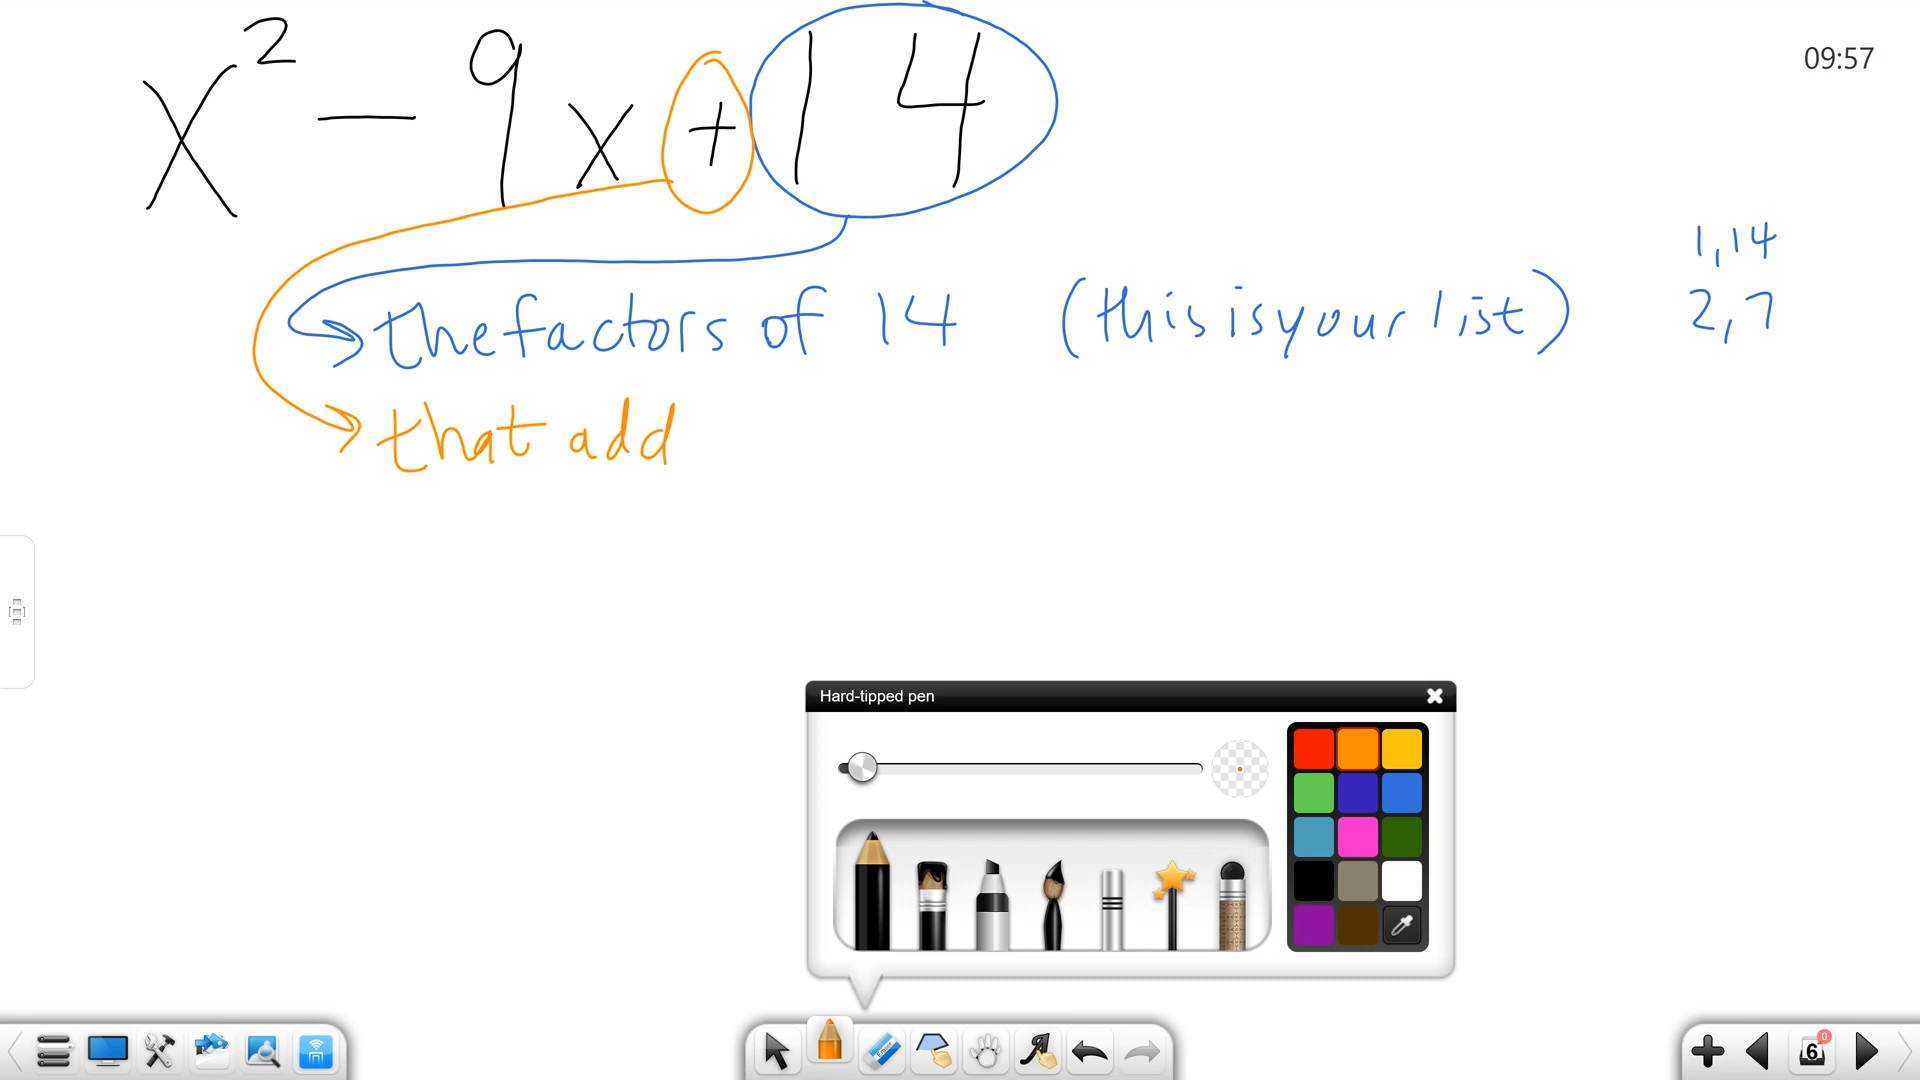 x² - 9x + 14
09:57
1, 14
the factors of 14 (this is your list) 2, 7
that add
Hard-tipped pen
Eraser
6
0